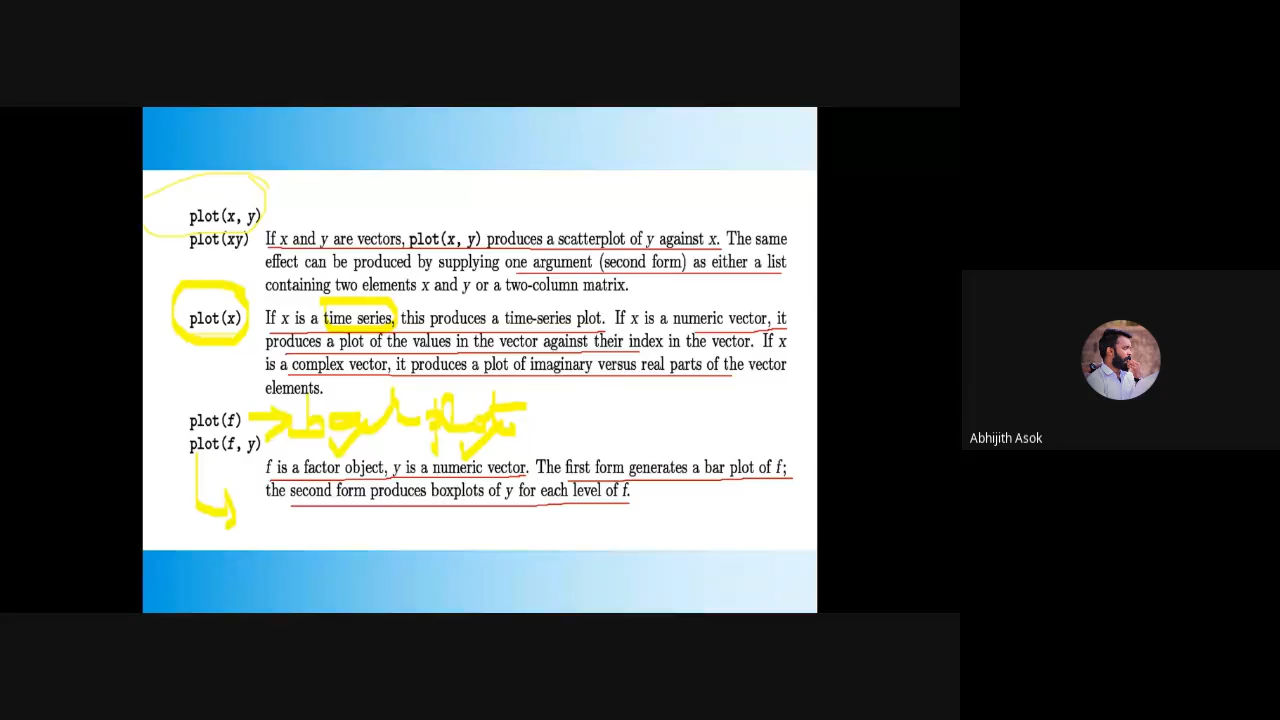 plot(x, y)
plot(xy) If x and y are vectors, plot(x, y) produces a scatterplot of y against x. The same
effect can be produced by supplying one argument (second form) as either a list
containing two elements x and y or a two-column matrix.
plot(x) If x is a time series, this produces a time-series plot. If x is a numeric vector, it
produces a plot of the values in the vector against their index in the vector. If x
is a complex vector, it produces a plot of imaginary versus real parts of the vector
elements.
plot(f)
plot(f, y)
f is a factor object, y is a numeric vector. The first form generates a bar plot of f;
the second form produces boxplots of y for each level of f.
Abhijith Asok